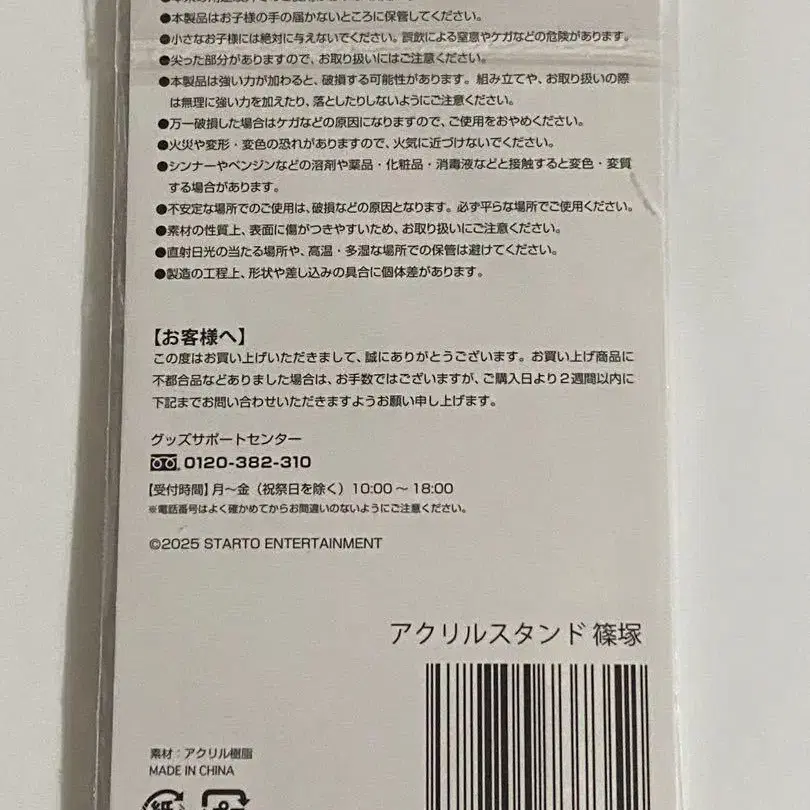 ●本製品はお子様の手の届かないところに保管してください。
●小さなお子様には絶対に与えないでください。誤飲による窒息やケガなどの危険があります。
●尖った部分がありますので、お取り扱いにはご注意ください。
●本製品は強い力が加わると、破損する可能性があります。組み立てや、お取り扱いの際
は無理に強い力を加えたり、落としたりしないようにご注意ください。
●万一破損した場合はケガなどの原因になりますので、ご使用をおやめください。
●火災や変形・変色の恐れがありますので、火気に近づけないでください。
●シンナーやベンジンなどの溶剤や薬品・化粧品・消毒液などと接触すると変色・変質
する場合があります。
●不安定な場所でのご使用は、破損などの原因となります。必ず平らな場所でご使用ください。
●素材の性質上、表面に傷がつきやすいため、お取り扱いにご注意ください。
●直射日光の当たる場所や、高温・多湿な場所での保管は避けてください。
●製造の工程上、形状や差し込みの具合に個体差があります。
【お客様へ】
この度はお買い上げいただきまして、誠にありがとうございます。お買い上げ商品に
不都合品などありました場合は、お手数ではございますが、ご購入日より2週間以内に
下記までお問い合わせいただきますようお願い申し上げます。
グッズサポートセンター
0120-382-310
【受付時間】月～金（祝祭日を除く）10:00～18:00
※電話番号はよく確かめてからお間違いのないようにご注意ください。
©2025 STARTO ENTERTAINMENT
アクリルスタンド 篠塚
素材：アクリル樹脂
MADE IN CHINA